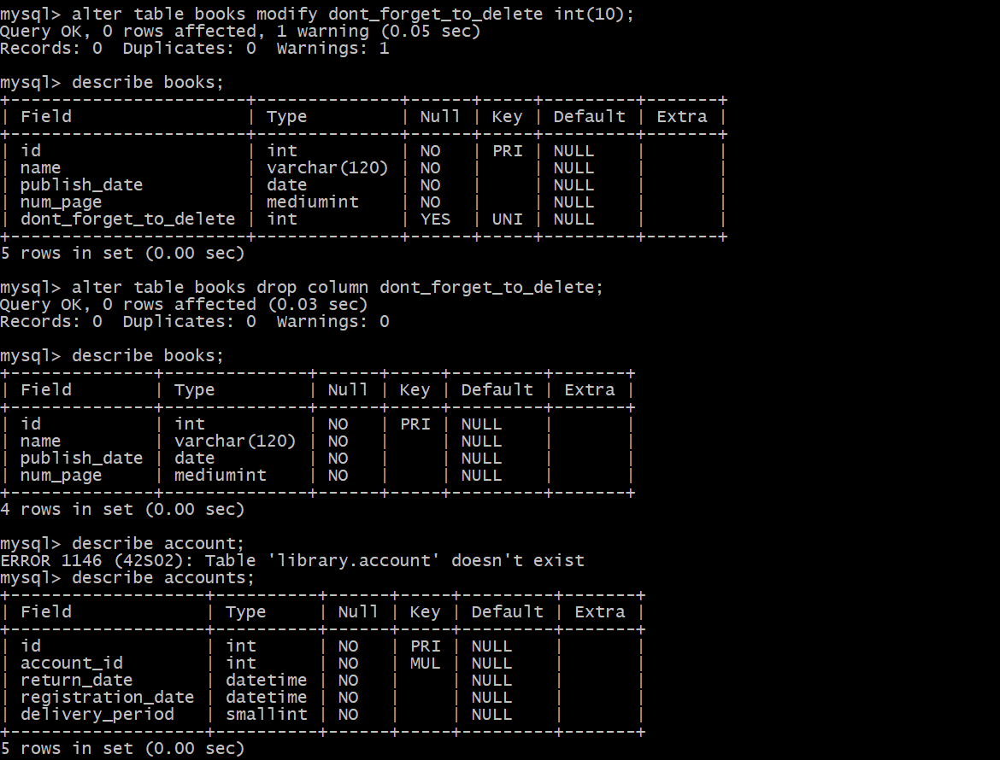 mysql> alter table books modify dont_forget_to_delete int(10);
Query OK, 0 rows affected, 1 warning (0.05 sec)
Records: 0  Duplicates: 0  Warnings: 1

mysql> describe books;
+-----------------------+--------------+------+-----+---------+-------+
| Field                 | Type         | Null | Key | Default | Extra |
+-----------------------+--------------+------+-----+---------+-------+
| id                    | int          | NO   | PRI | NULL    |       |
| name                  | varchar(120) | NO   |     | NULL    |       |
| publish_date          | date         | NO   |     | NULL    |       |
| num_page              | mediumint    | NO   |     | NULL    |       |
| dont_forget_to_delete | int          | YES  | UNI | NULL    |       |
+-----------------------+--------------+------+-----+---------+-------+
5 rows in set (0.00 sec)

mysql> alter table books drop column dont_forget_to_delete;
Query OK, 0 rows affected (0.03 sec)
Records: 0  Duplicates: 0  Warnings: 0

mysql> describe books;
+--------------+--------------+------+-----+---------+-------+
| Field        | Type         | Null | Key | Default | Extra |
+--------------+--------------+------+-----+---------+-------+
| id           | int          | NO   | PRI | NULL    |       |
| name         | varchar(120) | NO   |     | NULL    |       |
| publish_date | date         | NO   |     | NULL    |       |
| num_page     | mediumint    | NO   |     | NULL    |       |
+--------------+--------------+------+-----+---------+-------+
4 rows in set (0.00 sec)

mysql> describe account;
ERROR 1146 (42S02): Table 'library.account' doesn't exist
mysql> describe accounts;
+-------------------+----------+------+-----+---------+-------+
| Field             | Type     | Null | Key | Default | Extra |
+-------------------+----------+------+-----+---------+-------+
| id                | int      | NO   | PRI | NULL    |       |
| account_id        | int      | NO   | MUL | NULL    |       |
| return_date       | datetime | NO   |     | NULL    |       |
| registration_date | datetime | NO   |     | NULL    |       |
| delivery_period   | smallint | NO   |     | NULL    |       |
+-------------------+----------+------+-----+---------+-------+
5 rows in set (0.00 sec)